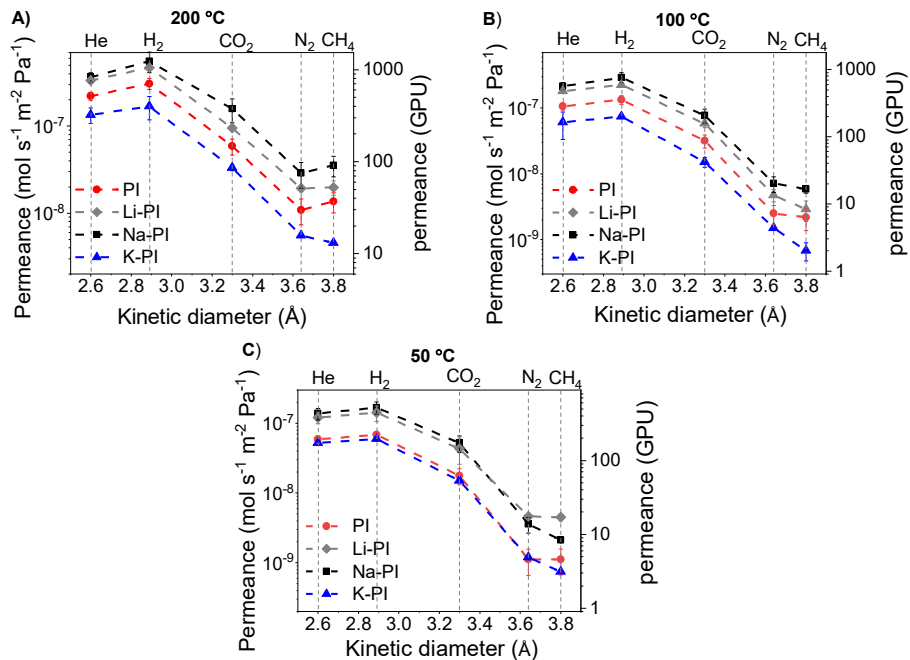 A)
200 ºC
He H₂ CO₂ N₂ CH₄
Permeance (mol s⁻¹ m⁻² Pa⁻¹)
10⁻⁷
10⁻⁸
1000
100
10
permeance (GPU)
PI
Li-PI
Na-PI
K-PI
2.6 2.8 3.0 3.2 3.4 3.6 3.8
Kinetic diameter (Å)
B)
100 ºC
He H₂ CO₂ N₂ CH₄
Permeance (mol s⁻¹ m⁻² Pa⁻¹)
10⁻⁷
10⁻⁸
10⁻⁹
1000
100
10
1
permeance (GPU)
PI
Li-PI
Na-PI
K-PI
2.6 2.8 3.0 3.2 3.4 3.6 3.8
Kinetic diameter (Å)
C)
50 ºC
He H₂ CO₂ N₂ CH₄
Permeance (mol s⁻¹ m⁻² Pa⁻¹)
10⁻⁷
10⁻⁸
10⁻⁹
100
10
1
permeance (GPU)
PI
Li-PI
Na-PI
K-PI
2.6 2.8 3.0 3.2 3.4 3.6 3.8
Kinetic diameter (Å)